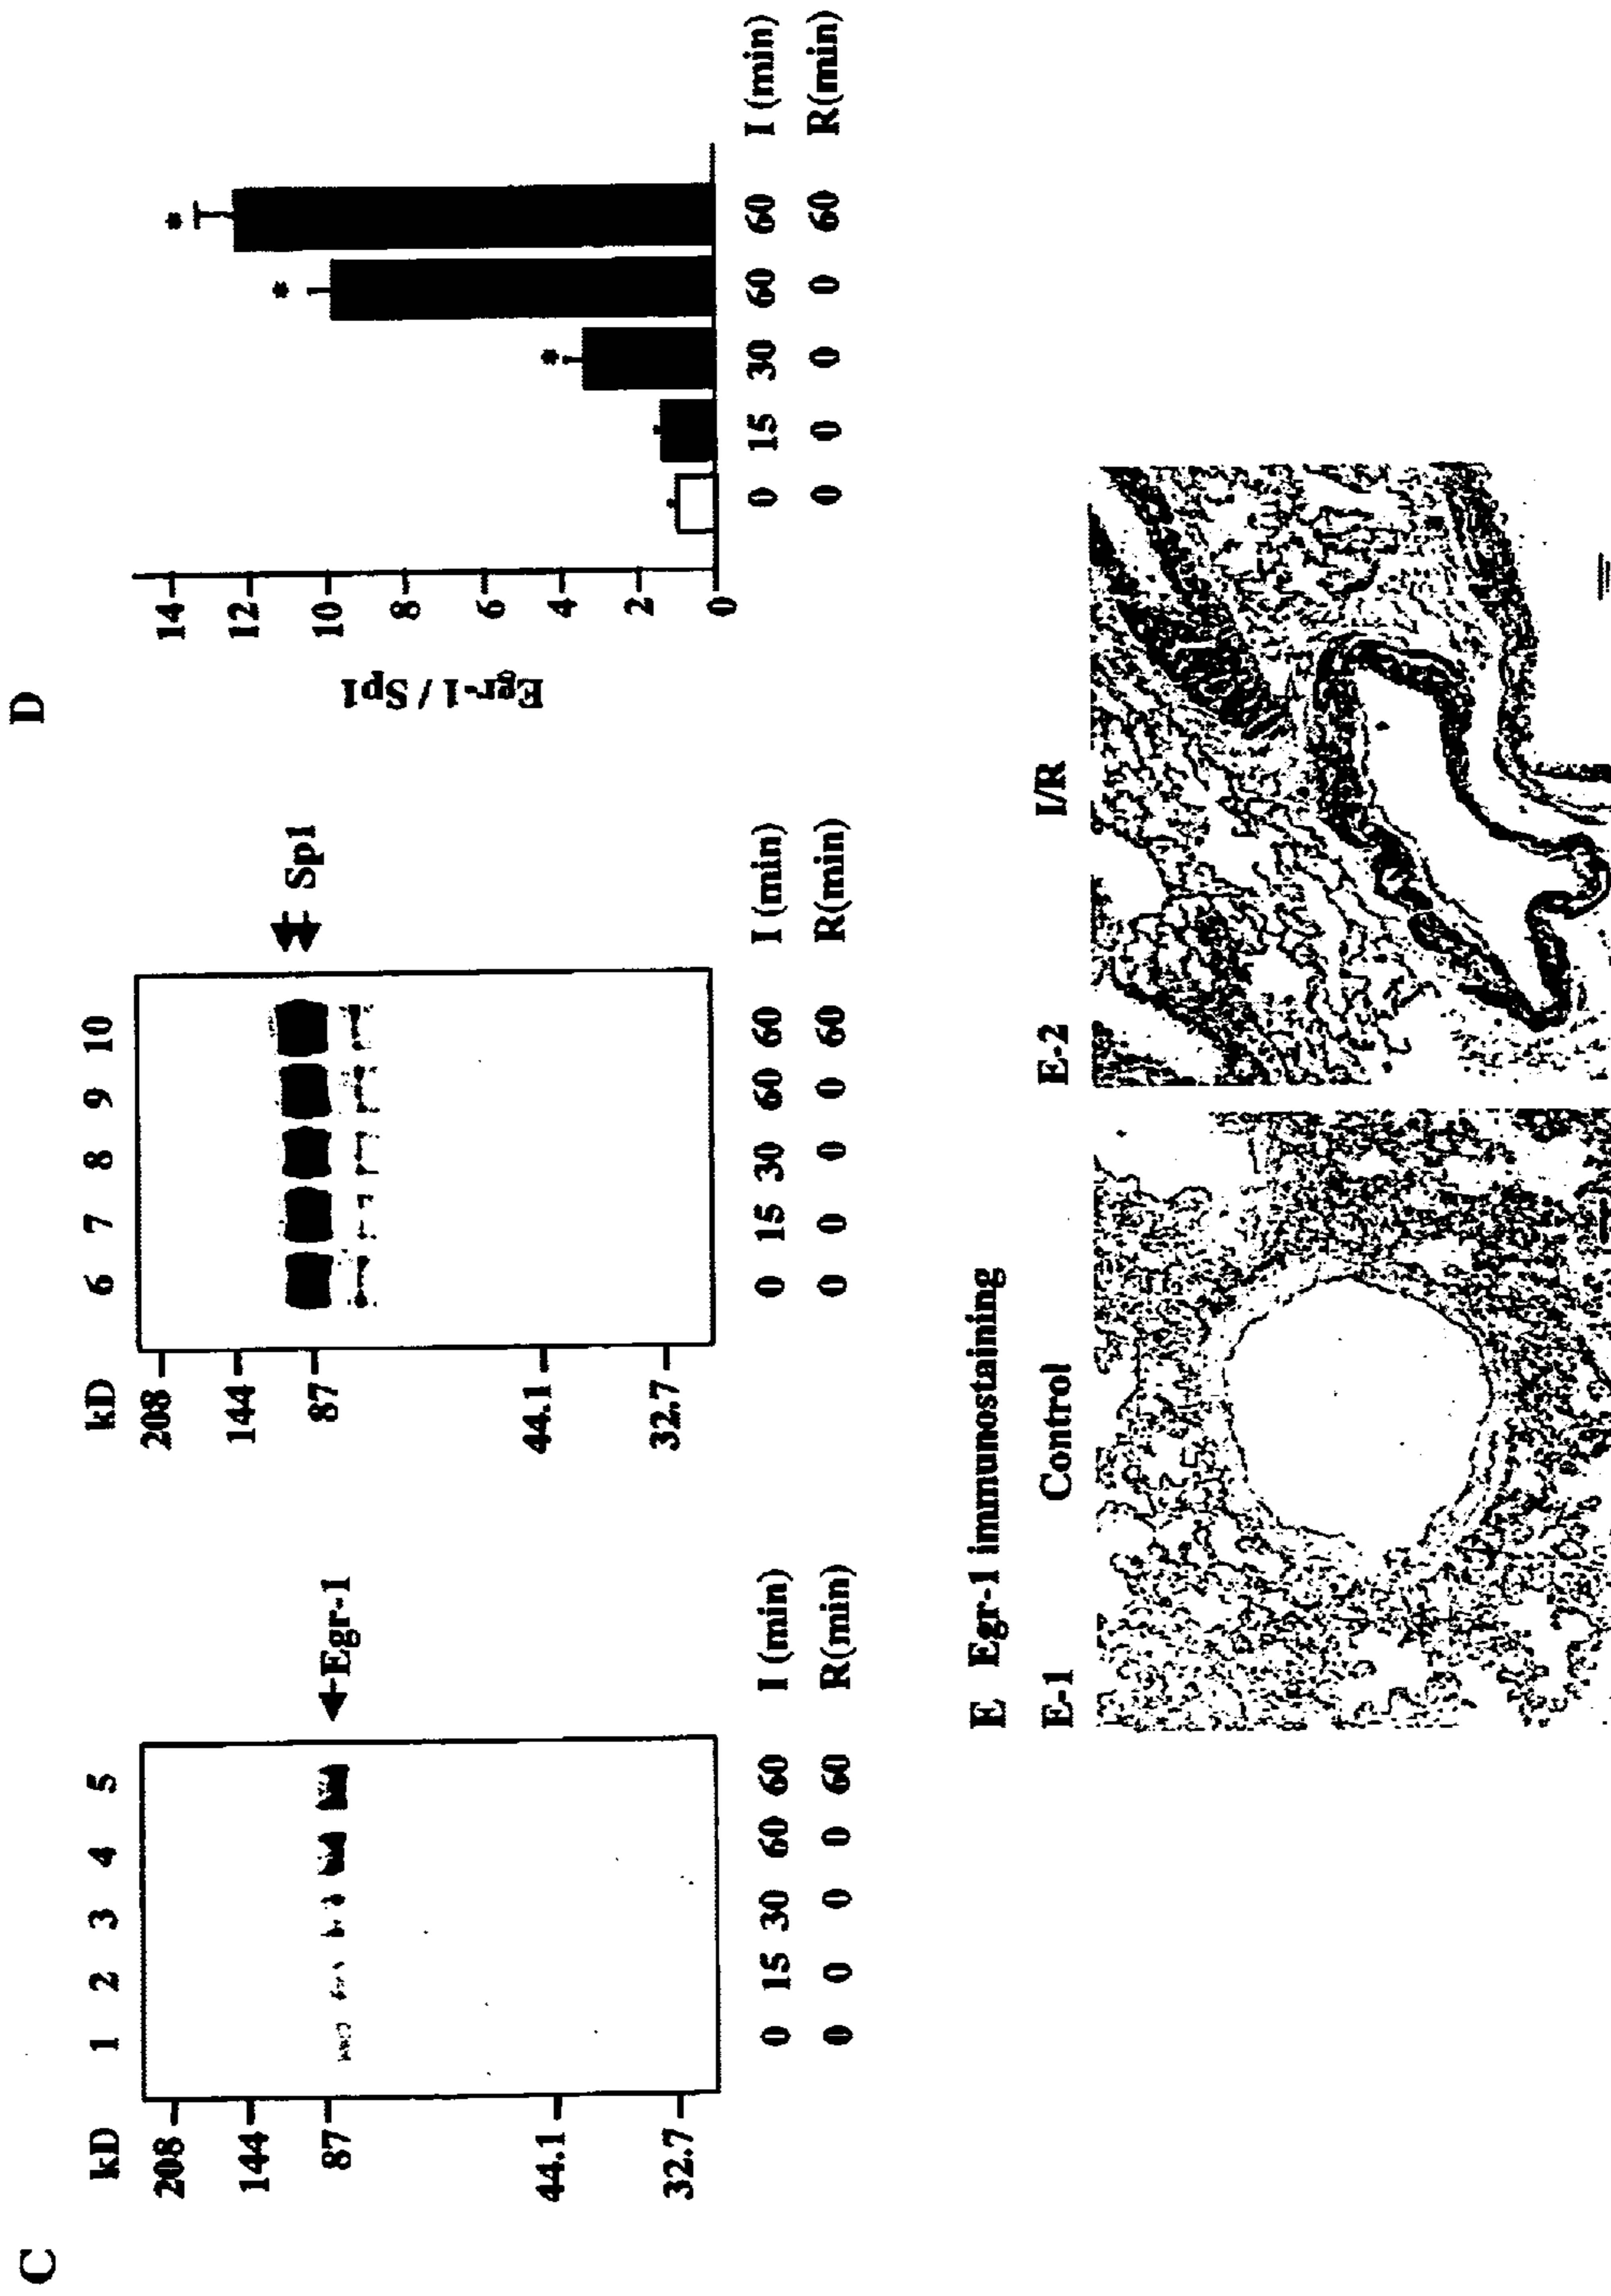 C
kD 1 2 3 4 5
208
144
87
44.1
32.7
Egr-1
0 15 30 60 60 I (min)
0 0 0 0 60 R(min)
kD 6 7 8 9 10
208
144
87
44.1
32.7
Sp1
0 15 30 60 60 I (min)
0 0 0 0 60 R(min)
D
Egr-1 / Sp1
14
12
10
8
6
4
2
0
* * *
0 15 30 60 60 I (min)
0 0 0 0 60 R(min)
E Egr-1 immunostaining
E-1 Control
E-2 I/R